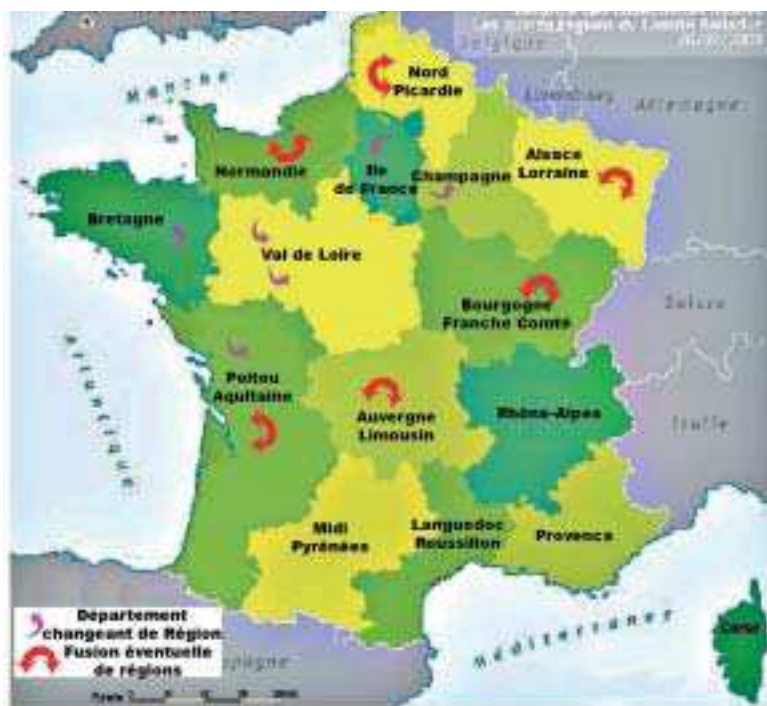 Belgique
Manche
Nord
Picardie
Luxembourg
Allemagne
Normandie
Ile
de France
Champagne
Alsace
Lorraine
Bretagne
Val de Loire
Bourgogne
Franche Comté
Suisse
Atlantique
Poitou
Aquitaine
Auvergne
Limousin
Rhône-Alpes
Italie
Midi
Pyrénées
Languedoc
Roussillon
Provence
Méditerranée
Corse
Département
changeant de Région
Fusion éventuelle
de régions